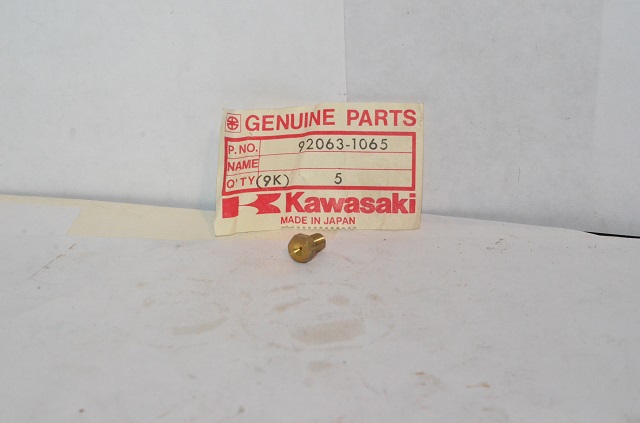 GENUINE PARTS
P.NO. 92063-1065
NAME
Q'TY (9K) 5
Kawasaki
MADE IN JAPAN